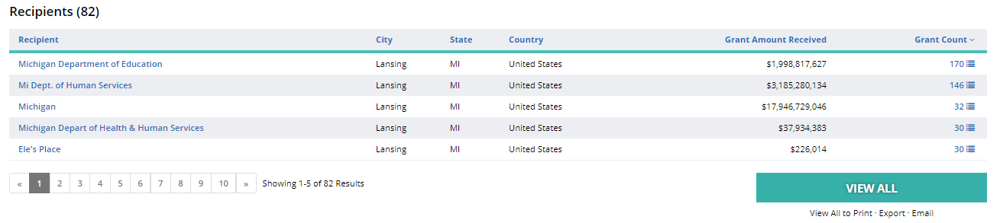 Recipients (82)
Recipient City State Country Grant Amount Received Grant Count
Michigan Department of Education Lansing MI United States $1,998,817,627 170
Mi Dept. of Human Services Lansing MI United States $3,185,280,134 146
Michigan Lansing MI United States $17,946,729,046 32
Michigan Depart of Health & Human Services Lansing MI United States $37,934,383 30
Ele's Place Lansing MI United States $226,014 30
« 1 2 3 4 5 6 7 8 9 10 » Showing 1-5 of 82 Results
VIEW ALL
View All to Print · Export · Email